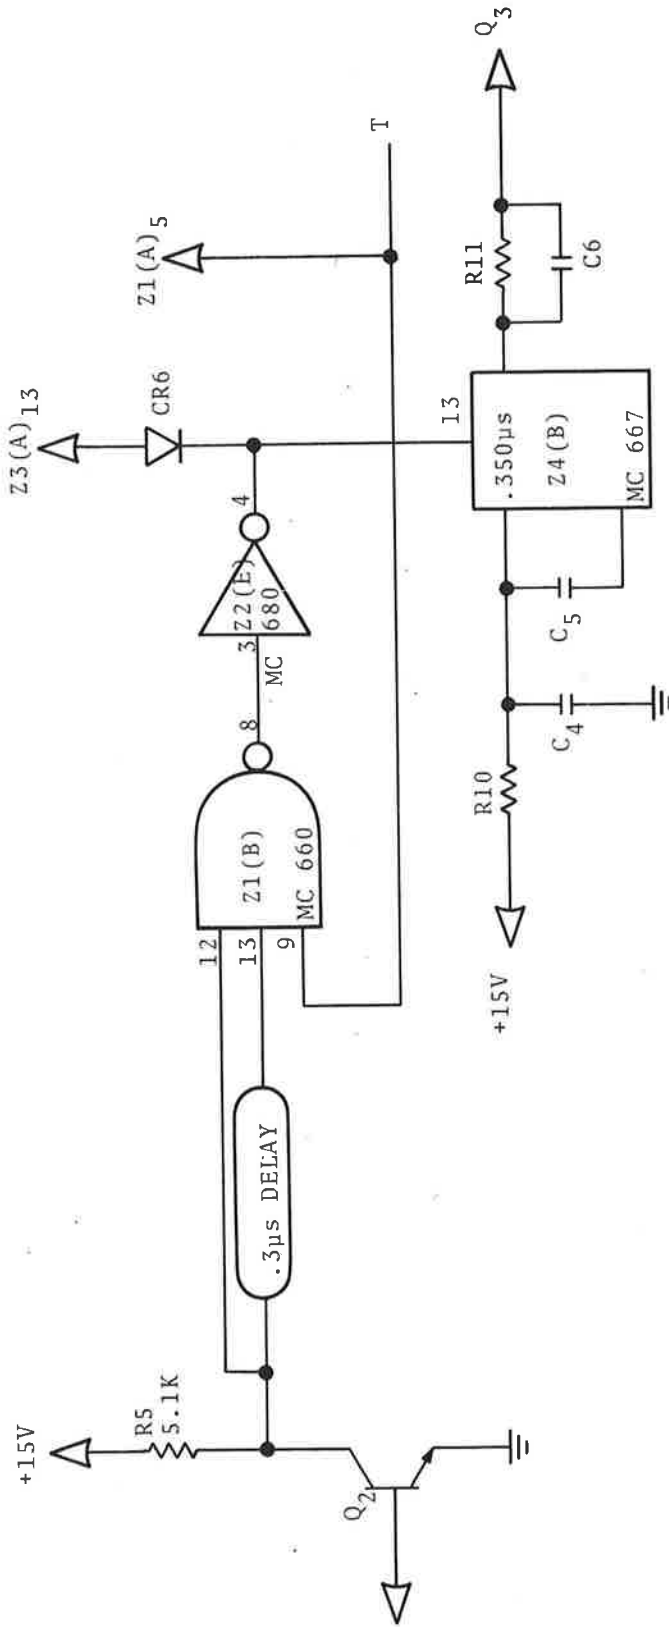 +15V
R5
5.1K
Q2
.3µs DELAY
12
13
9
Z1(B)
MC 660
8
3
MC
Z2(E)
680
4
Z3(A)13
CR6
Z1(A)5
T
+15V
R10
C4
C5
13
.350µs
Z4(B)
MC 667
R11
C6
Q3